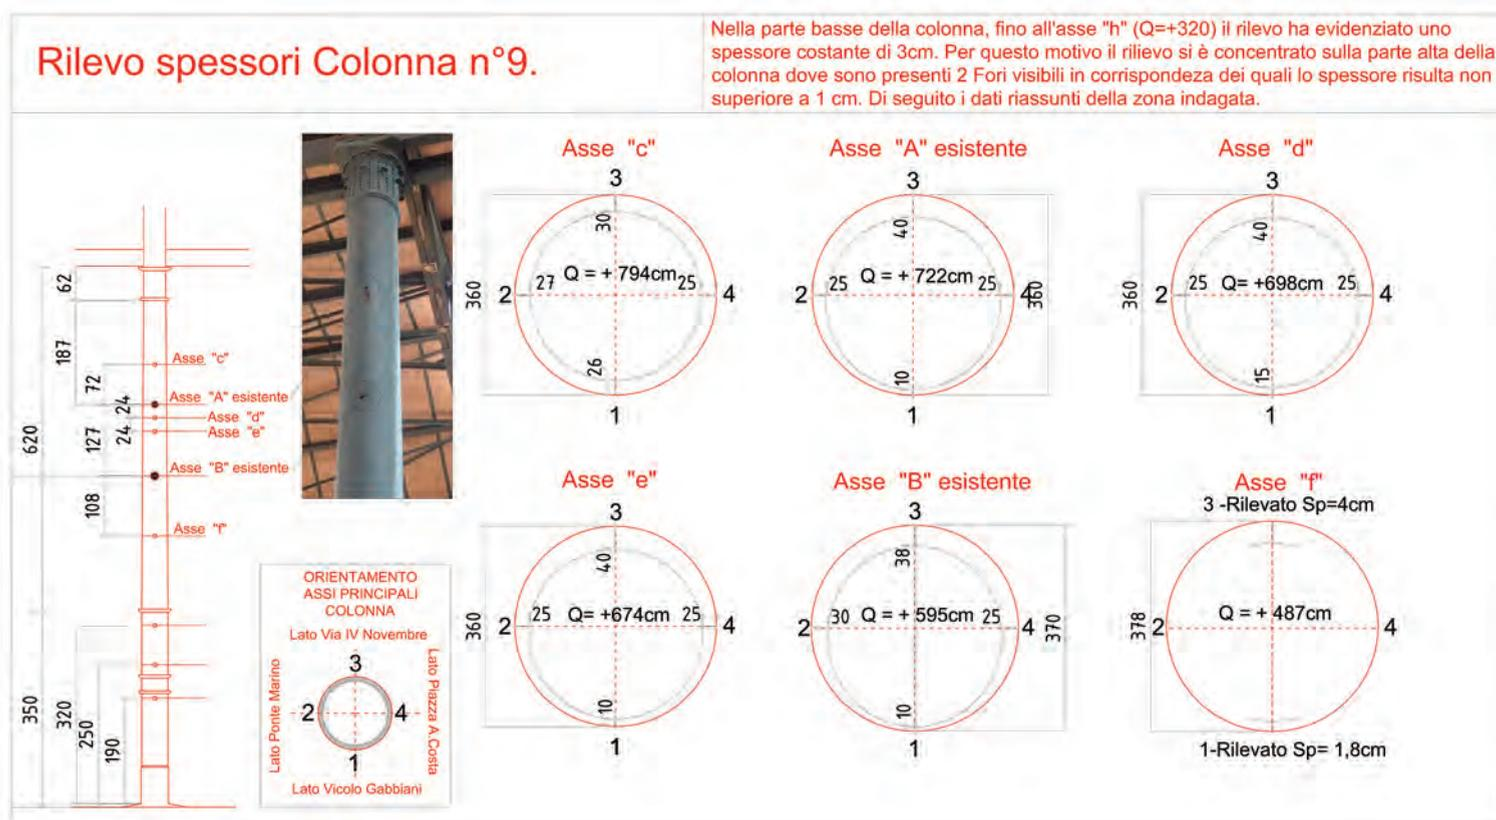 Rilevo spessori Colonna n°9.
Nella parte basse della colonna, fino all'asse "h" (Q=+320) il rilevo ha evidenziato uno
spessore costante di 3cm. Per questo motivo il rilievo si è concentrato sulla parte alta della
colonna dove sono presenti 2 Fori visibili in corrispondeza dei quali lo spessore risulta non
superiore a 1 cm. Di seguito i dati riassunti della zona indagata.
62
187
72
24
24
127
108
620
350
320
250
190
Asse "c"
Asse "A" esistente
Asse "d"
Asse "e"
Asse "B" esistente
Asse "f"
ORIENTAMENTO
ASSI PRINCIPALI
COLONNA
Lato Via IV Novembre
Lato Ponte Marino
Lato Piazza A Costa
3
2
4
1
Lato Vicolo Gabbiani
Asse "c"
3
30
360
27
Q = + 794cm
25
2
4
26
1
Asse "A" esistente
3
40
25
Q = + 722cm
25
2
4
360
10
1
Asse "d"
3
40
360
25
Q= +698cm
25
2
4
15
1
Asse "e"
3
40
360
25
Q= +674cm
25
2
4
10
1
Asse "B" esistente
3
38
30
Q = + 595cm
25
2
4
370
10
1
Asse "f"
3 -Rilevato Sp=4cm
378
Q = + 487cm
2
4
1-Rilevato Sp= 1,8cm